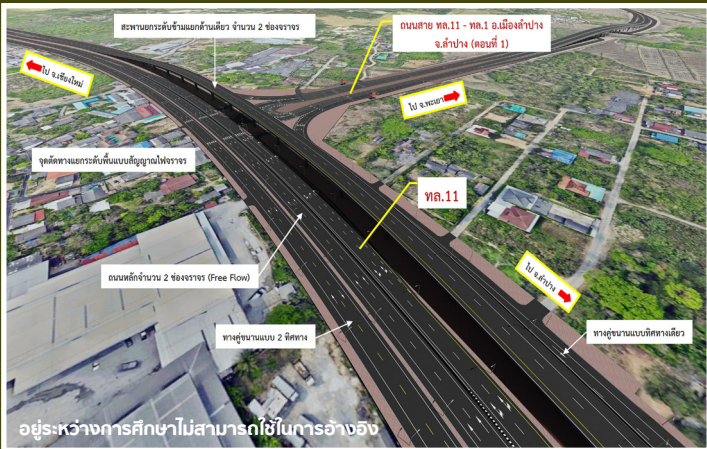 สะพานยกระดับข้ามแยกด้านเดียว จำนวน 2 ช่องจราจร
ถนนสาย ทล.11 - ทล.1 อ.เมืองลำปาง
จ.ลำปาง (ตอนที่ 1)
ไป จ.เชียงใหม่
ไป จ.พะเยา
จุดตัดทางแยกระดับพื้นแบบสัญญาณไฟจราจร
ทล.11
ถนนหลักจำนวน 2 ช่องจราจร (Free Flow)
ไป จ.ลำปาง
ทางคู่ขนานแบบ 2 ทิศทาง
ทางคู่ขนานแบบทิศทางเดียว
อยู่ระหว่างการศึกษาไม่สามารถใช้ในการอ้างอิง